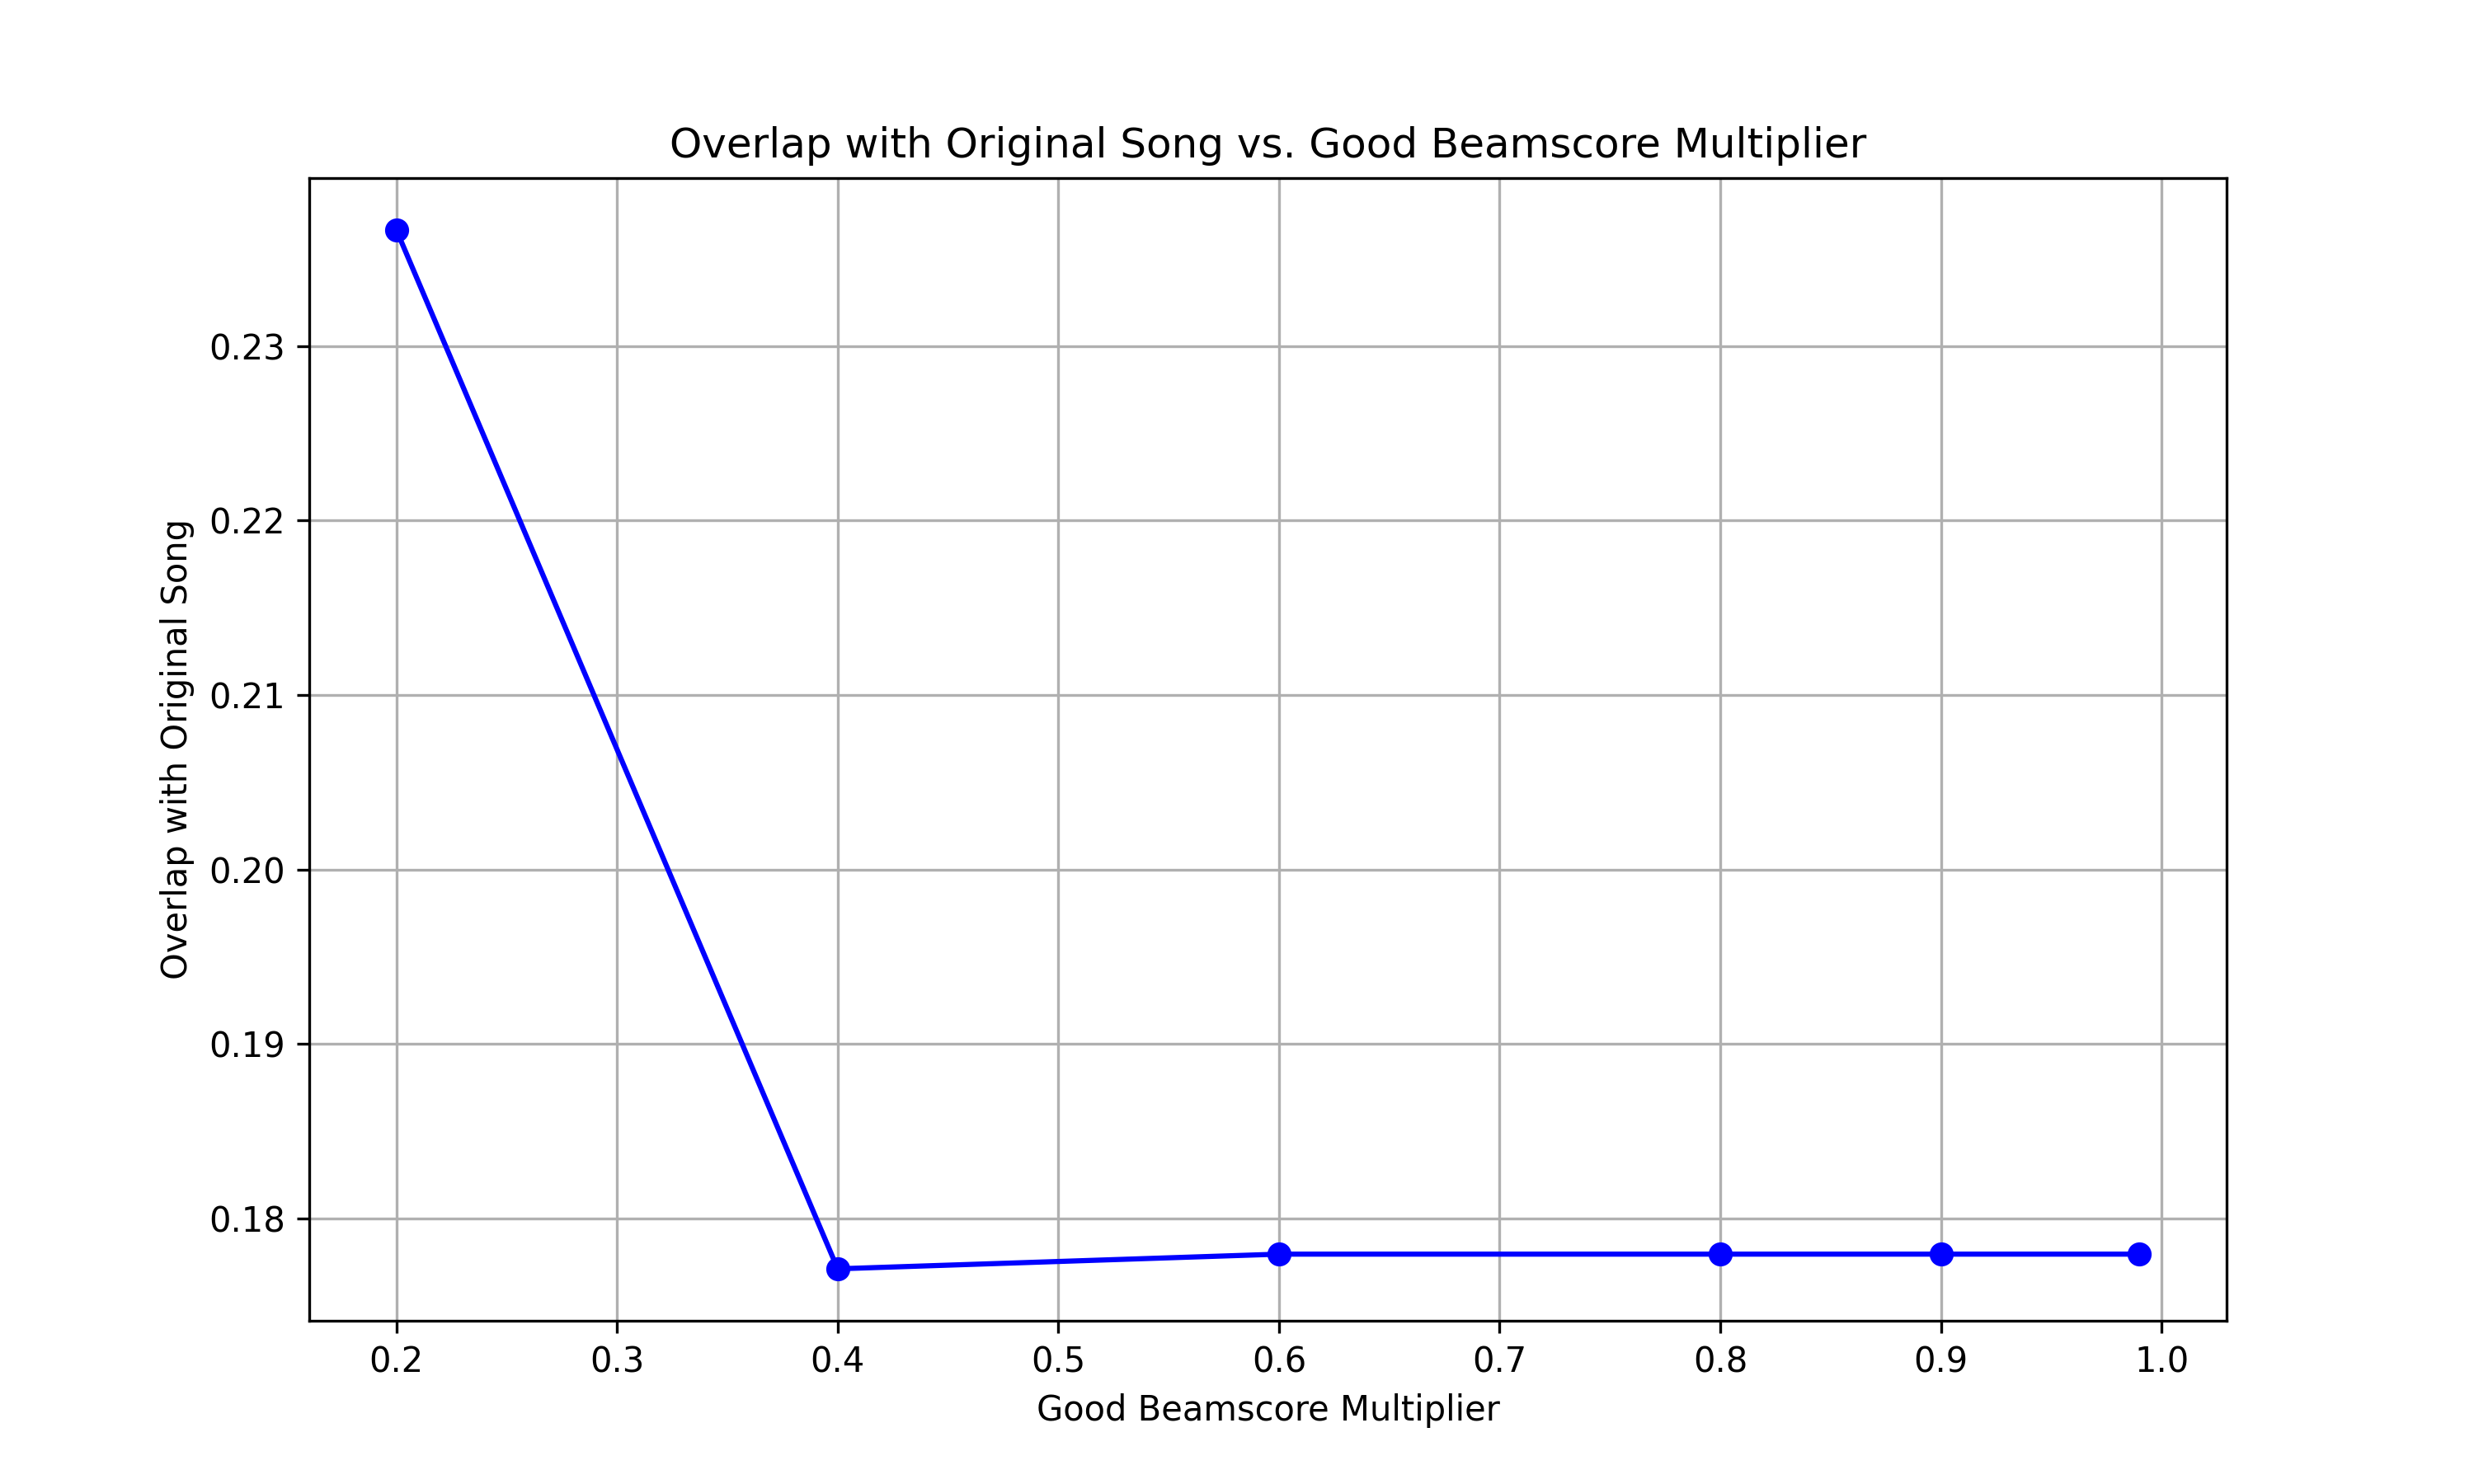 Overlap with Original Song vs. Good Beamscore Multiplier
Overlap with Original Song
0.23
0.22
0.21
0.20
0.19
0.18
0.2 0.3 0.4 0.5 0.6 0.7 0.8 0.9 1.0
Good Beamscore Multiplier